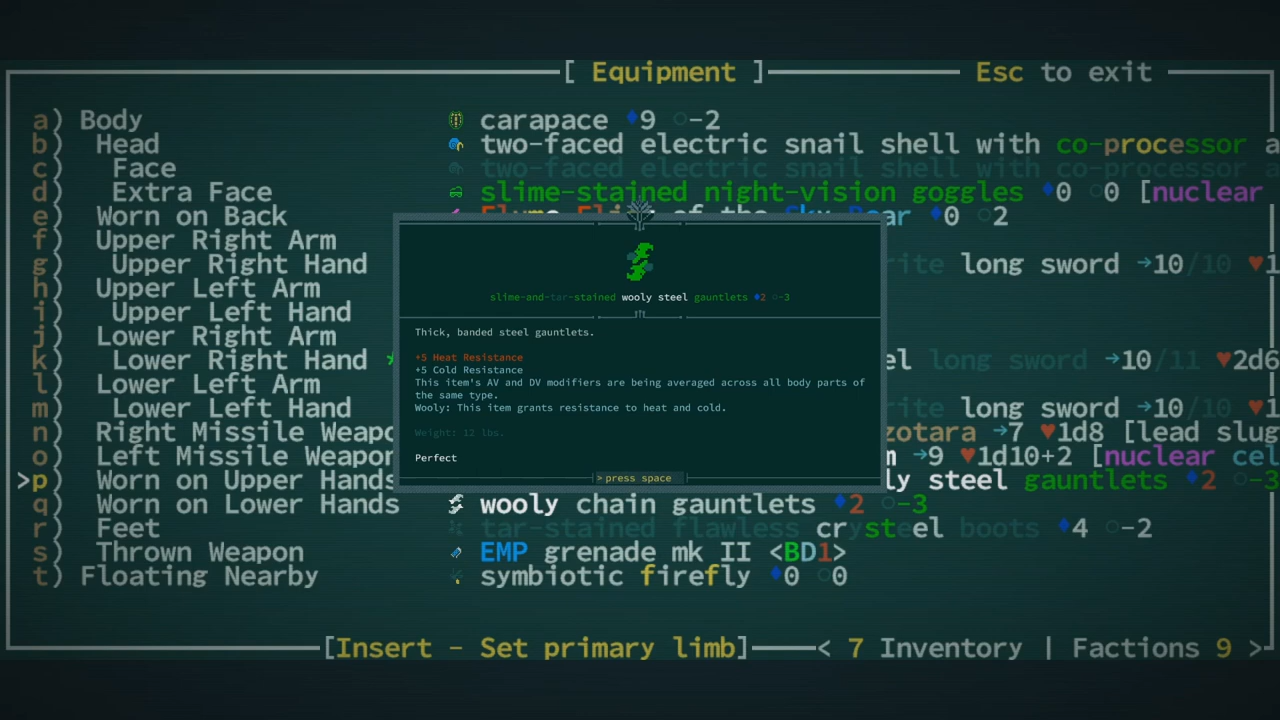 [ Equipment ] Esc to exit
a) Body carapace ♦9 ○-2
b) Head two-faced electric snail shell with co-processor a
c) Face two-faced electric snail shell with co-processor
d) Extra Face slime-stained night-vision goggles ♦0 ○0 [nuclear
e) Worn on Back of the ♦0 ○2
f) Upper Right Arm
g) Upper Right Hand long sword →10/10 ♥1
h) Upper Left Arm
i) Upper Left Hand
j) Lower Right Arm
k) Lower Right Hand long sword →10/11 ♥2d6
l) Lower Left Arm
m) Lower Left Hand long sword →10/10 ♥1
n) Right Missile Weapo →7 ♥1d8 [lead slug
o) Left Missile Weapon →9 ♥1d10+2 [nuclear cel
>p) Worn on Upper Hands steel gauntlets ♦2 ○-3
q) Worn on Lower Hands wooly chain gauntlets ♦2 ○-3
r) Feet tar-stained flawless crysteel boots ♦4 ○-2
s) Thrown Weapon EMP grenade mk II <BD1>
t) Floating Nearby symbiotic firefly ♦0 ○0
slime-and-tar-stained wooly steel gauntlets ♦2 ○-3
Thick, banded steel gauntlets.
+5 Heat Resistance
+5 Cold Resistance
This item's AV and DV modifiers are being averaged across all body parts of
the same type.
Wooly: This item grants resistance to heat and cold.
Weight: 12 lbs.
Perfect
>press space
[Insert - Set primary limb] < 7 Inventory | Factions 9 >